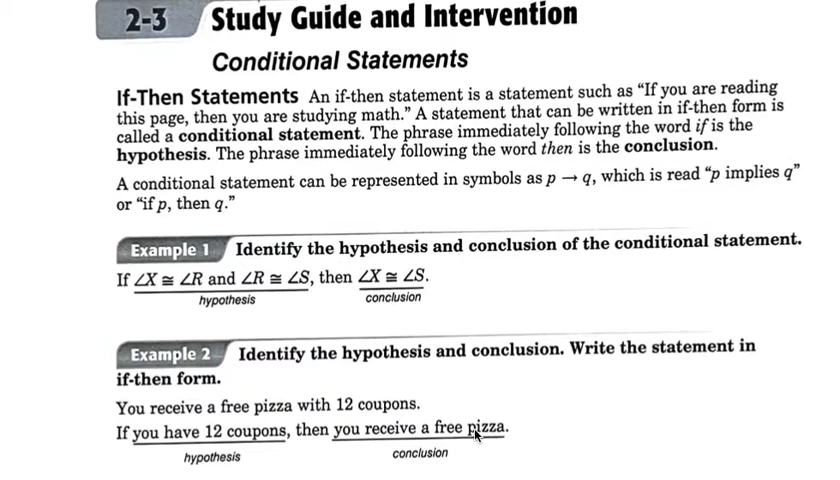 2-3 Study Guide and Intervention
Conditional Statements
If-Then Statements An if-then statement is a statement such as “If you are reading
this page, then you are studying math.” A statement that can be written in if-then form is
called a conditional statement. The phrase immediately following the word if is the
hypothesis. The phrase immediately following the word then is the conclusion.
A conditional statement can be represented in symbols as p → q, which is read “p implies q”
or “if p, then q.”
Example 1 Identify the hypothesis and conclusion of the conditional statement.
If ∠X ≅ ∠R and ∠R ≅ ∠S, then ∠X ≅ ∠S.
hypothesis conclusion
Example 2 Identify the hypothesis and conclusion. Write the statement in
if-then form.
You receive a free pizza with 12 coupons.
If you have 12 coupons, then you receive a free pizza.
hypothesis conclusion